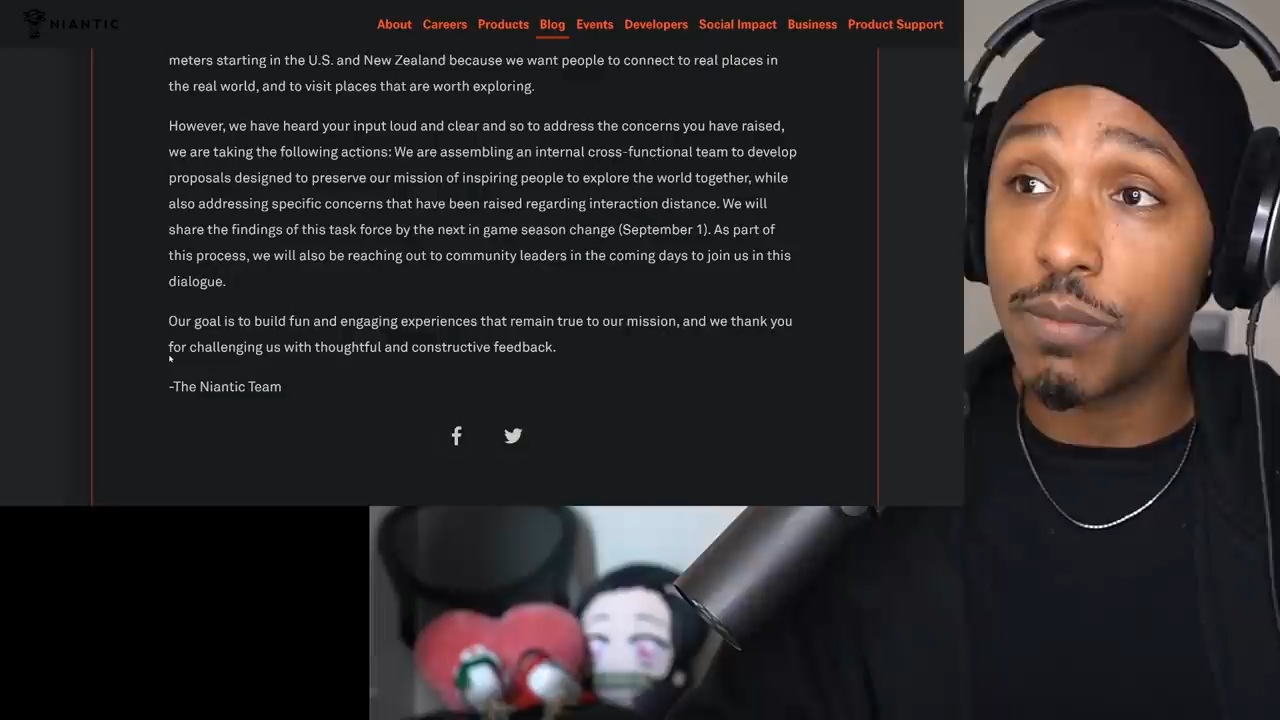 NIANTIC
About Careers Products Blog Events Developers Social Impact Business Product Support
meters starting in the U.S. and New Zealand because we want people to connect to real places in
the real world, and to visit places that are worth exploring.
However, we have heard your input loud and clear and so to address the concerns you have raised,
we are taking the following actions: We are assembling an internal cross-functional team to develop
proposals designed to preserve our mission of inspiring people to explore the world together, while
also addressing specific concerns that have been raised regarding interaction distance. We will
share the findings of this task force by the next in game season change (September 1). As part of
this process, we will also be reaching out to community leaders in the coming days to join us in this
dialogue.
Our goal is to build fun and engaging experiences that remain true to our mission, and we thank you
for challenging us with thoughtful and constructive feedback.
-The Niantic Team